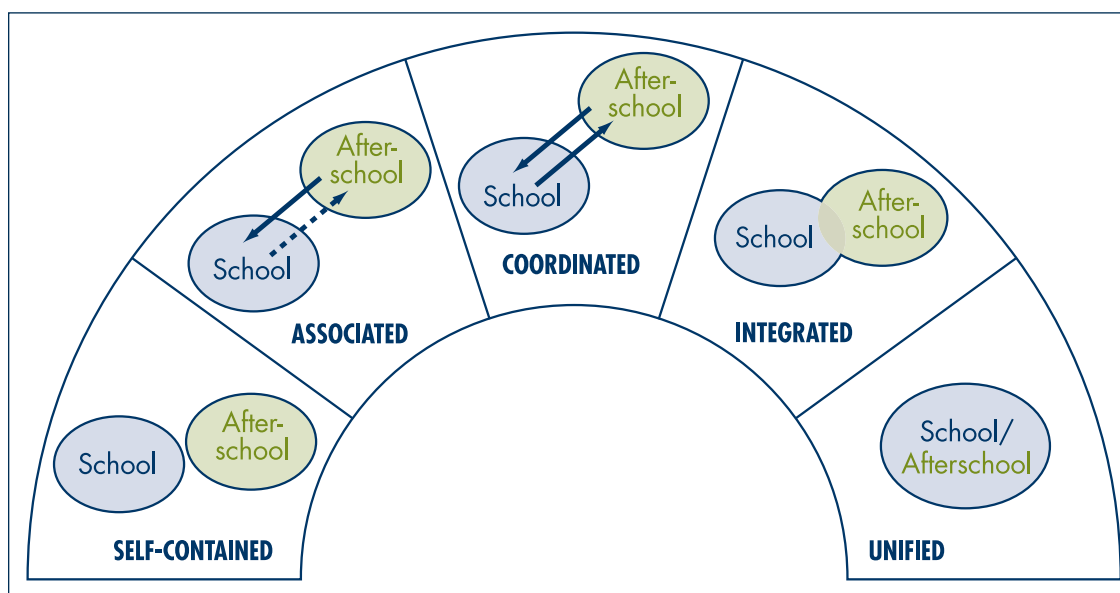 School
After-
school
SELF-CONTAINED
After-
school
School
ASSOCIATED
After-
school
School
COORDINATED
School
After-
school
INTEGRATED
School/
Afterschool
UNIFIED